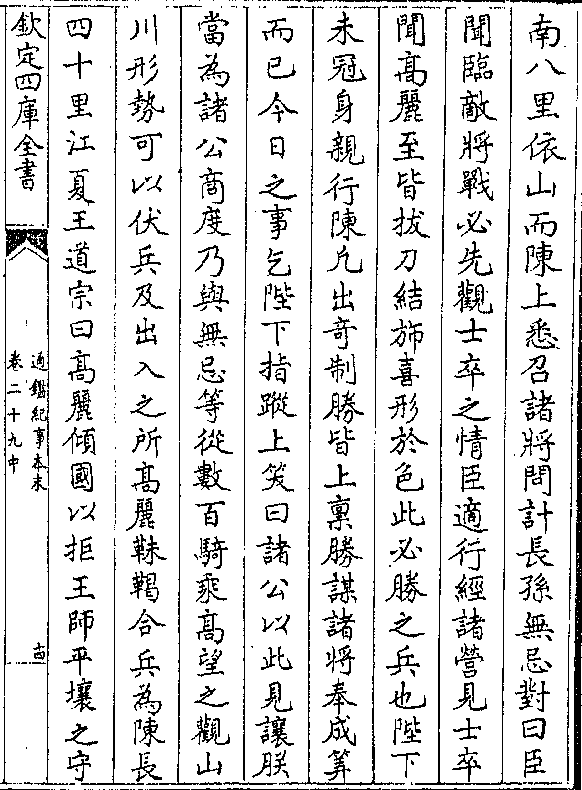 南八里依山而陳上悉召諸將問計長孫無忌對曰臣
聞臨敵將戰必先觀士卒之情臣適行經諸營見士卒
聞高麗至皆拔刀結斾喜形於色此必勝之兵也陛下
未冠身親行陳凡出奇制勝皆上稟勝謀諸將奉成算
而已今日之事乞陛下指蹤上笑曰諸公以此見讓朕
當為諸公商度乃與無忌等從數百騎乘高望之觀山
川形勢可以伏兵及出入之所高麗靺鞨合兵為陳長
四十里江夏王道宗曰高麗傾國以拒王師平壤之守
欽定四庫全書
通鑑紀事本末
卷二十九中
十四